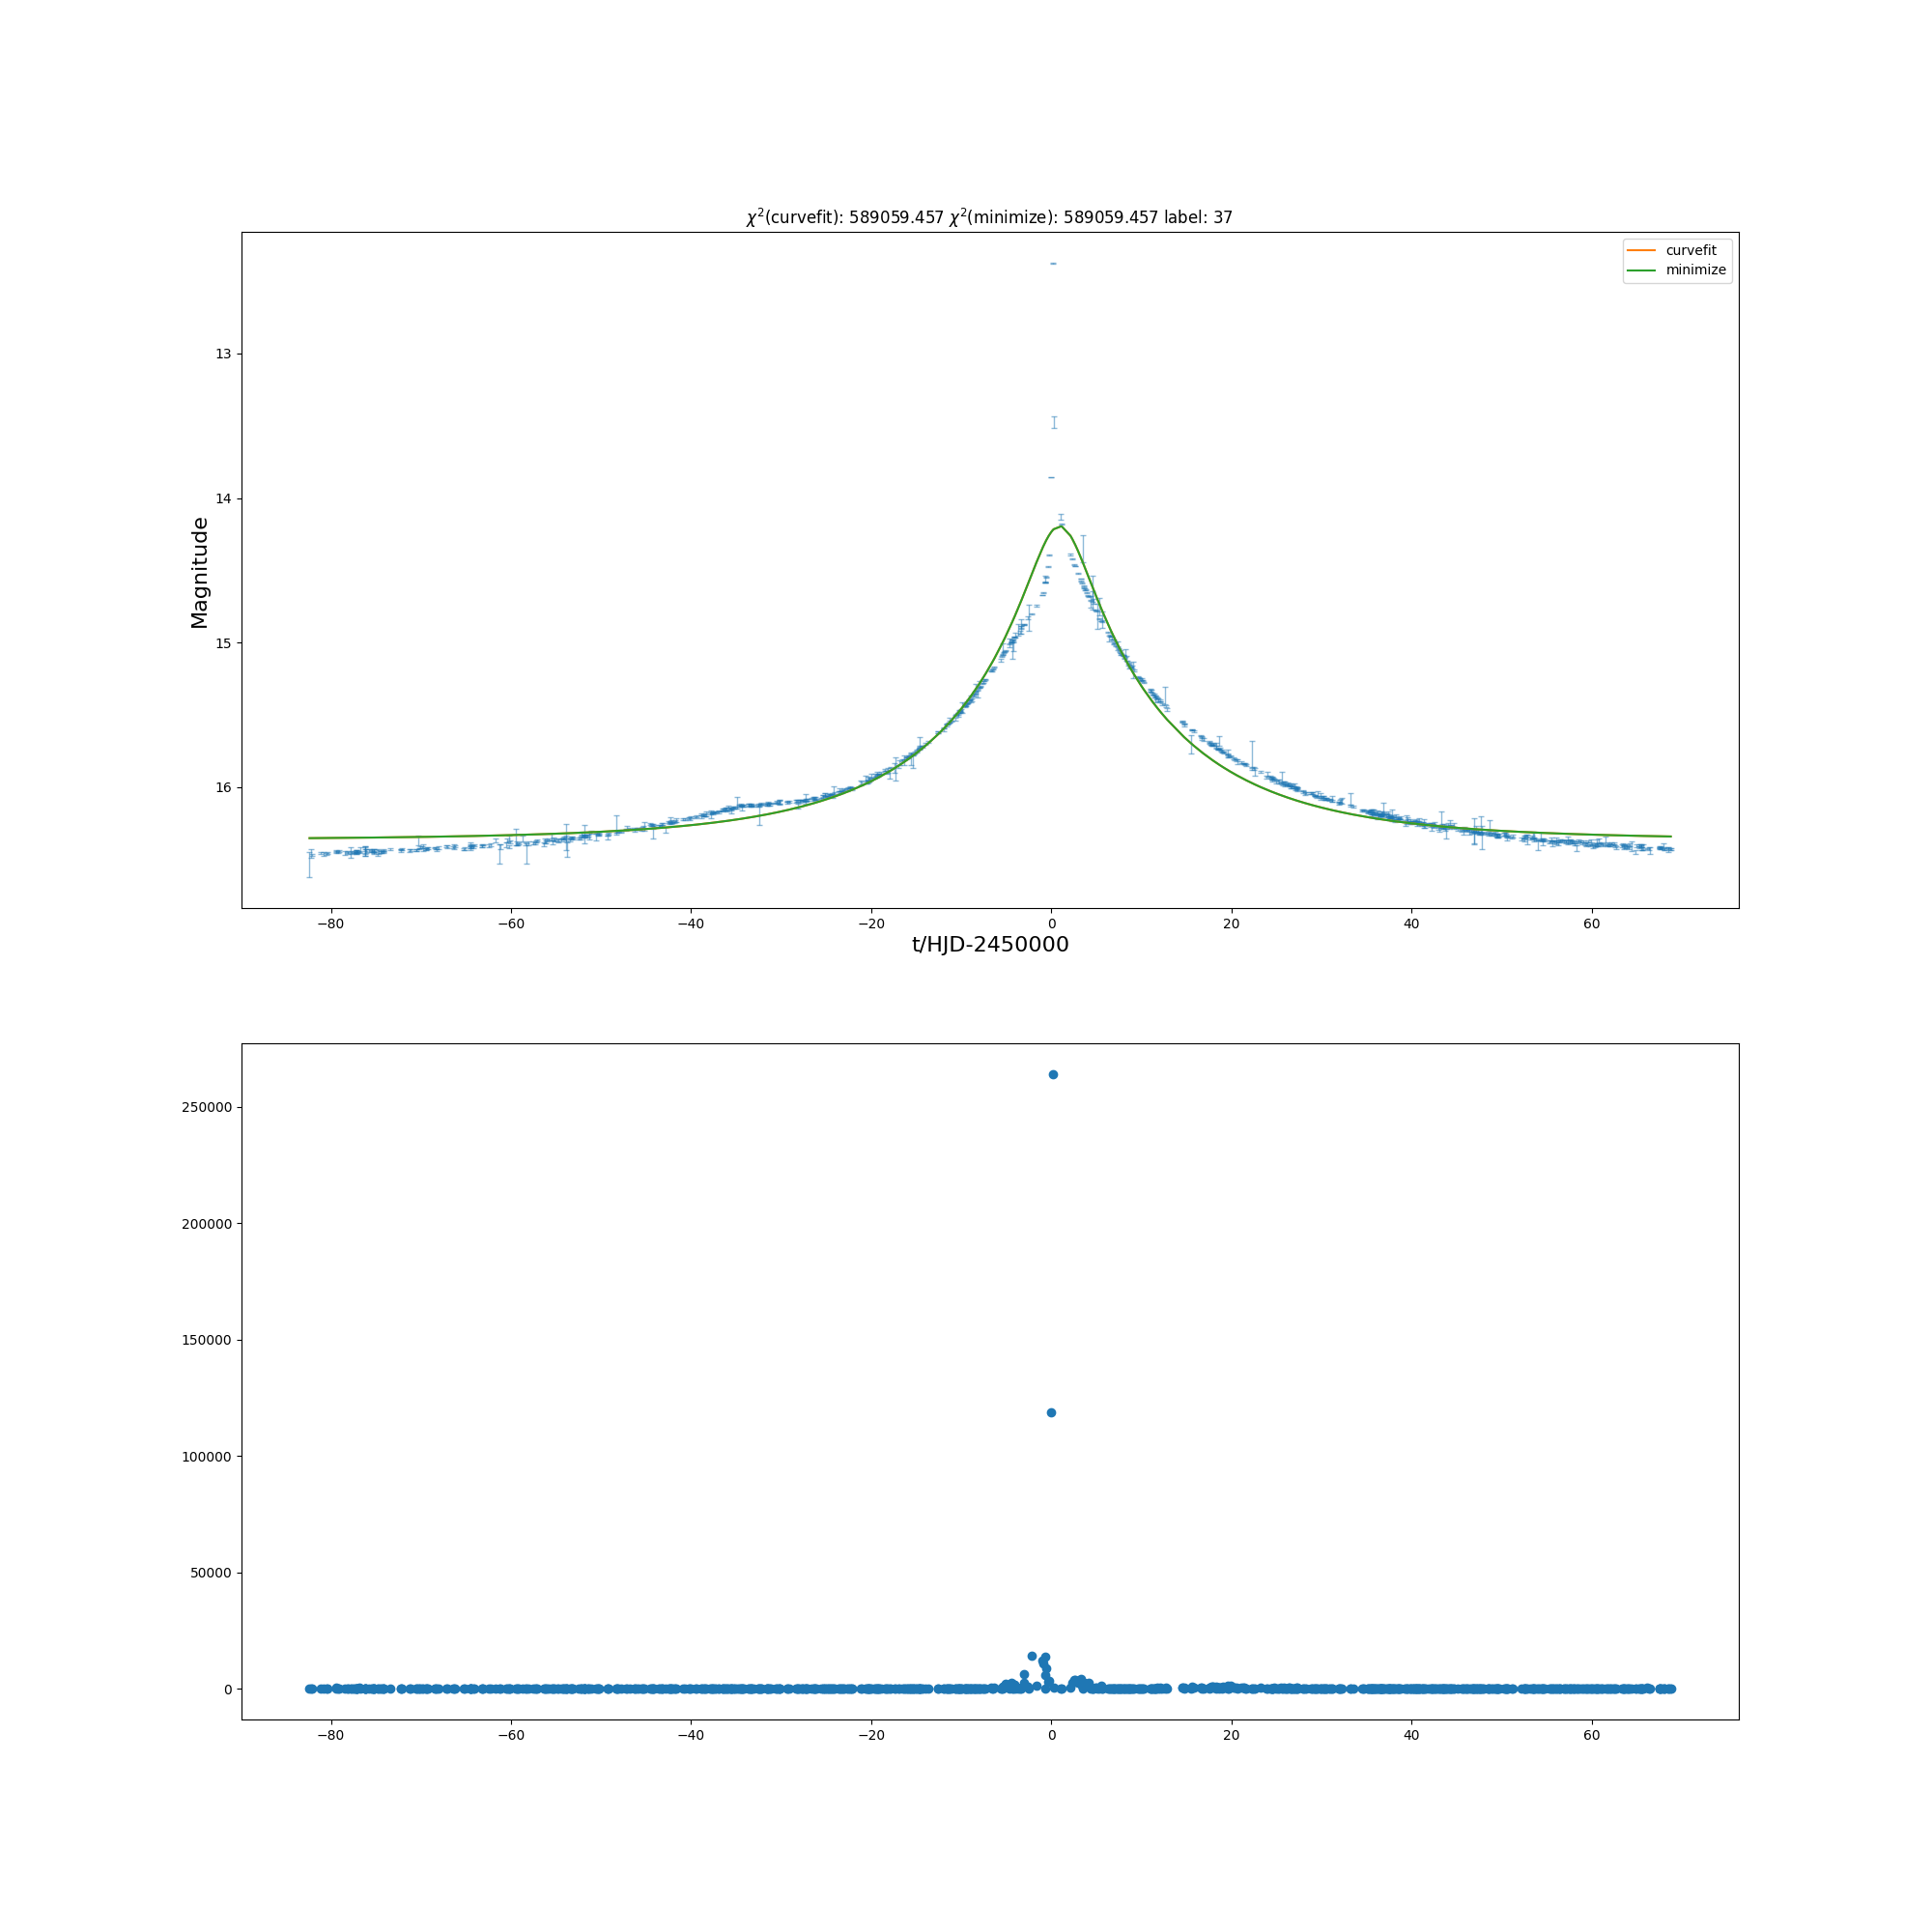 χ²(curvefit): 589059.457 χ²(minimize): 589059.457 label: 37
curvefit
minimize
Magnitude
13
14
15
16
−80 −60 −40 −20 0 20 40 60
t/HJD-2450000
250000
200000
150000
100000
50000
0
−80 −60 −40 −20 0 20 40 60